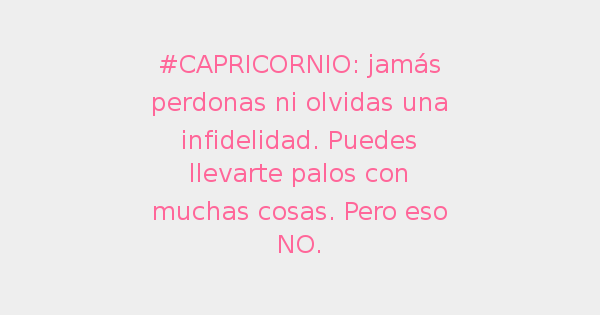 #CAPRICORNIO: jamás
perdonas ni olvidas una
infidelidad. Puedes
llevarte palos con
muchas cosas. Pero eso
NO.